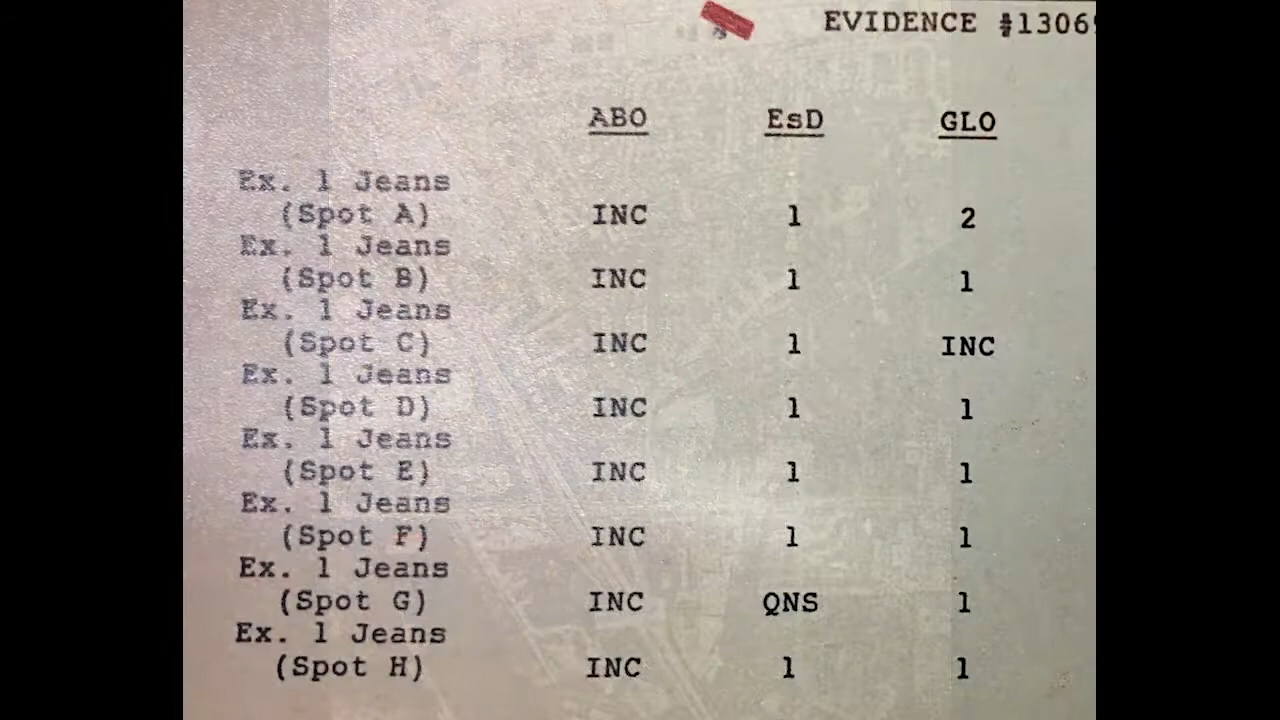 EVIDENCE #1306
ABO EsD GLO
Ex. 1 Jeans
(Spot A) INC 1 2
Ex. 1 Jeans
(Spot B) INC 1 1
Ex. 1 Jeans
(Spot C) INC 1 INC
Ex. 1 Jeans
(Spot D) INC 1 1
Ex. 1 Jeans
(Spot E) INC 1 1
Ex. 1 Jeans
(Spot F) INC 1 1
Ex. 1 Jeans
(Spot G) INC QNS 1
Ex. 1 Jeans
(Spot H) INC 1 1